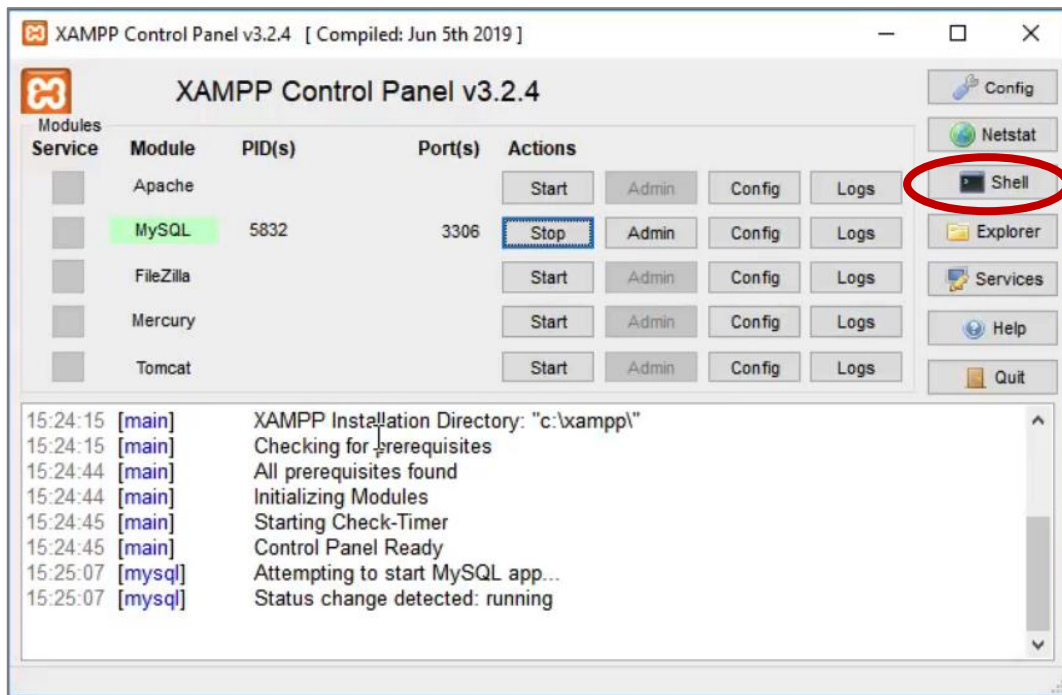 XAMPP Control Panel v3.2.4 [ Compiled: Jun 5th 2019 ]
XAMPP Control Panel v3.2.4
Config
Modules
Netstat
Service Module PID(s) Port(s) Actions
Apache Start Admin Config Logs Shell
MySQL 5832 3306 Stop Admin Config Logs Explorer
FileZilla Start Admin Config Logs Services
Mercury Start Admin Config Logs Help
Tomcat Start Admin Config Logs Quit
15:24:15 [main] XAMPP Installation Directory: "c:\xampp\"
15:24:15 [main] Checking for prerequisites
15:24:44 [main] All prerequisites found
15:24:44 [main] Initializing Modules
15:24:45 [main] Starting Check-Timer
15:24:45 [main] Control Panel Ready
15:25:07 [mysql] Attempting to start MySQL app...
15:25:07 [mysql] Status change detected: running